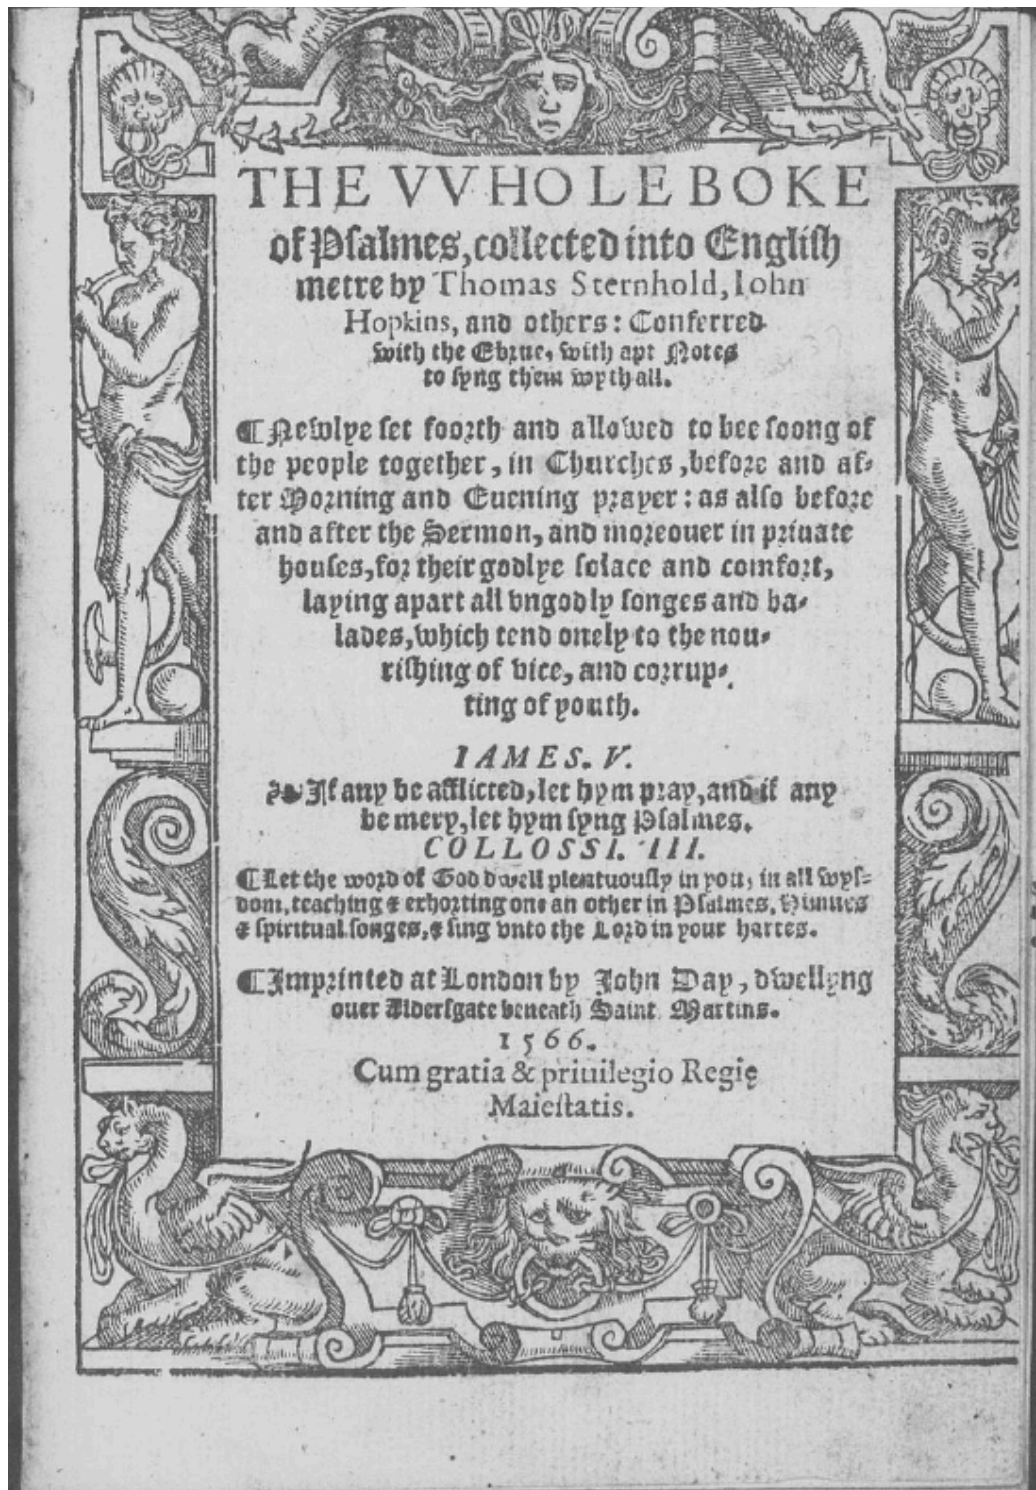 THE VVHOLE BOKE
of Psalmes, collected into English
metre by Thomas Sternhold, Iohn
Hopkins, and others: Conferred
with the Ebrue, with apt Notes
to syng them wythall.
¶ Newlye set foorth and allowed to bee soong of
the people together, in Churches, before and af-
ter Morning and Euening prayer: as also before
and after the Sermon, and moreouer in priuate
houses, for their godlye solace and comfort,
laying apart all vngodly songes and ba-
lades, which tend onely to the nou-
rishing of vice, and corrup-
ting of youth.
IAMES. V.
❧ If any be afflicted, let hym pray, and if any
be mery, let hym syng Psalmes.
COLLOSSI. III.
¶ Let the word of God dwell plentuously in you, in all wys-
dom, teaching & exhorting one an other in Psalmes, Himnes
& spiritual songes, & sing vnto the Lord in your hartes.
¶ Imprinted at London by John Day, dwellyng
ouer Aldersgate beneath Saint Martins.
1566.
Cum gratia & priuilegio Regię
Maiestatis.